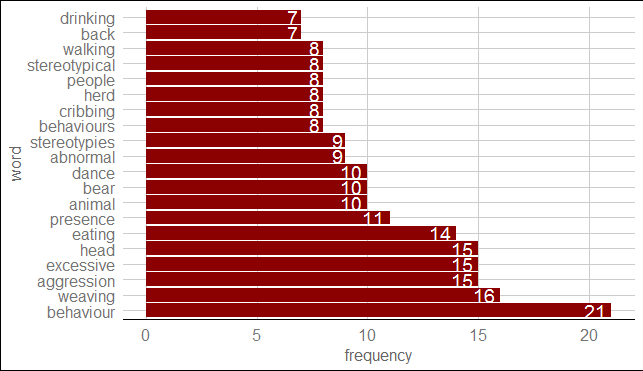 drinking 7
back 7
walking 8
stereotypical 8
people 8
herd 8
cribbing 8
behaviours 8
stereotypies 9
abnormal 9
dance 10
bear 10
animal 10
presence 11
eating 14
head 15
excessive 15
aggression 15
weaving 16
behaviour 21
word
0 5 10 15 20
frequency